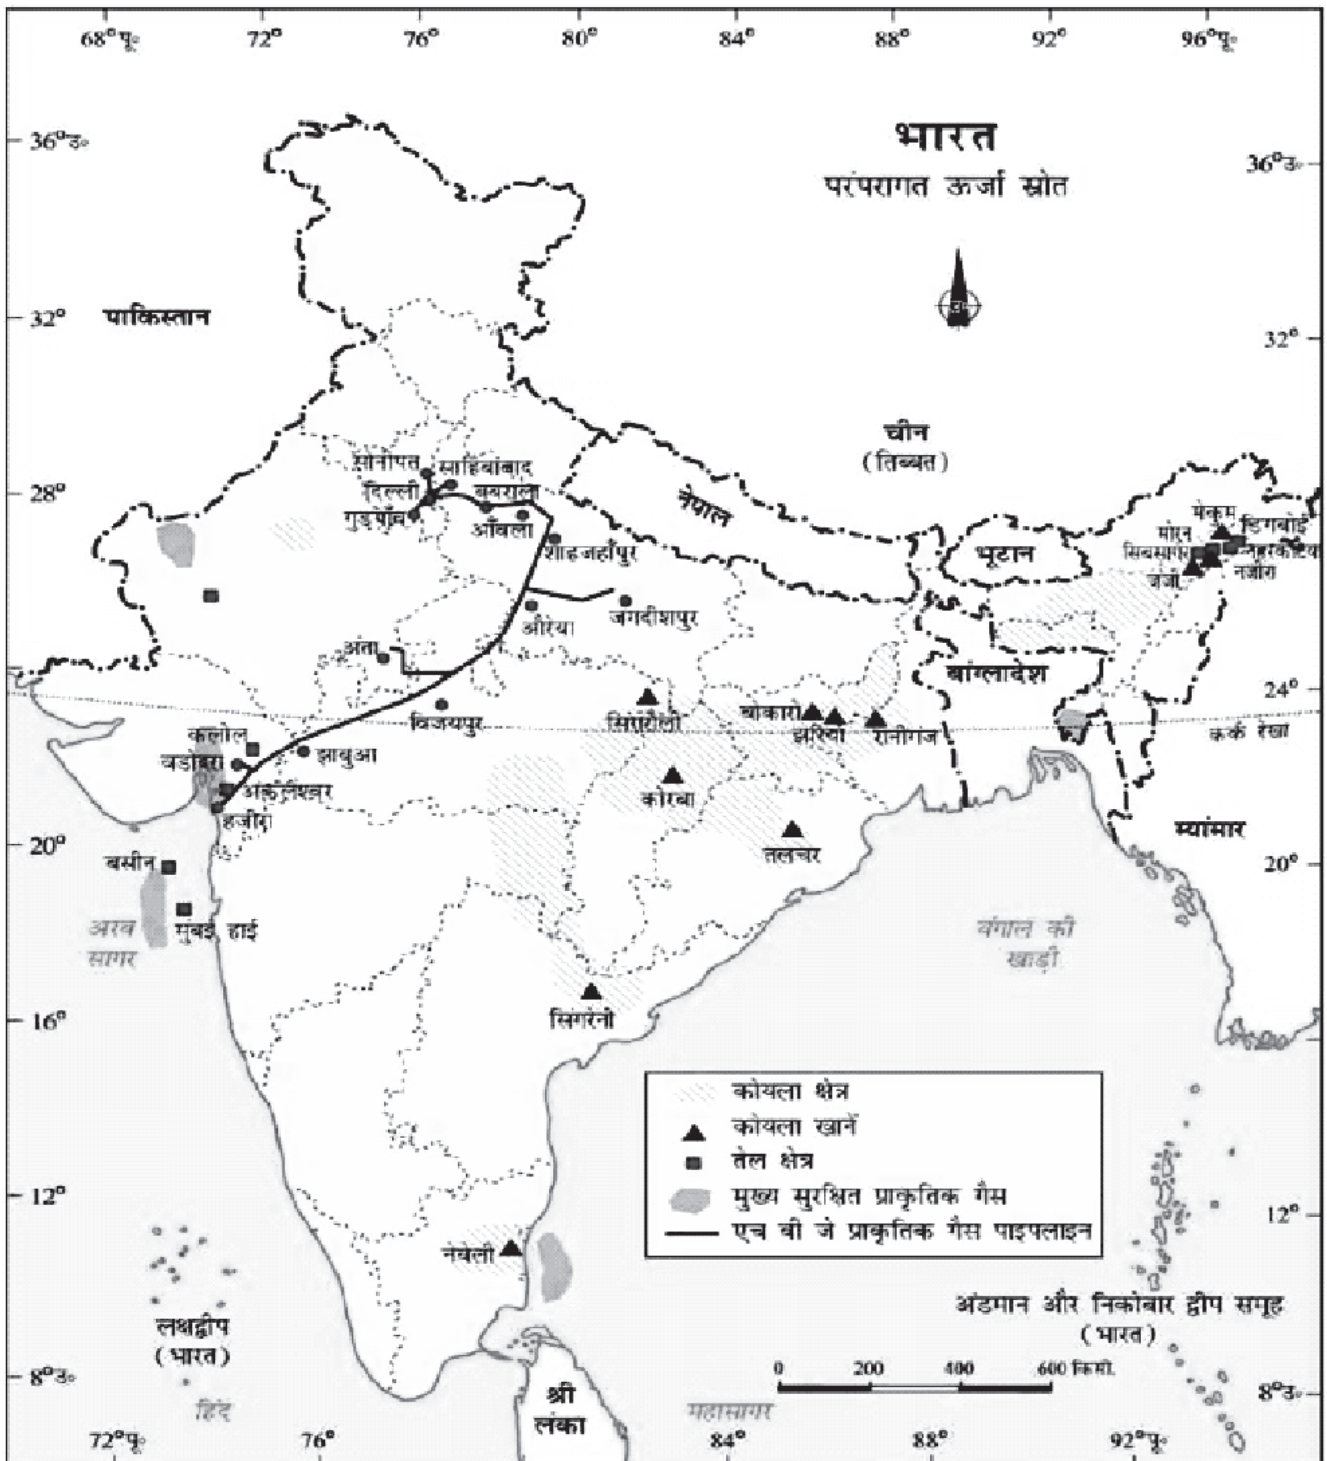 68°पू॰ 72° 76° 80° 84° 88° 92° 96°पू॰
36°उ॰
36°उ॰
भारत
परंपरागत ऊर्जा स्रोत
पाकिस्तान
32°
32°
चीन
(तिब्बत)
सोनीपत
साहिबाबाद
दिल्ली
बबराला
28°
28°
गुड़गाँव
आँवला
नेपाल
शाहजहाँपुर
भूटान
मकुम
डिगबोई
मोरन
सिबसागर
नहरकटिया
नजीरा
जांजी
औरेया
जगदीशपुर
अंता
बांग्लादेश
24°
24°
विजयपुर
सिंगरौली
बोकारो
झरिया
रानीगंज
कर्क रेखा
कलोल
वडोदरा
झाबुआ
अंकलेश्वर
हजीरा
कोरबा
तलचर
म्यांमार
20°
20°
बसीन
मुंबई हाई
अरब
सागर
बंगाल की
खाड़ी
16°
सिंगरेनी
कोयला क्षेत्र
कोयला खानें
तेल क्षेत्र
मुख्य सुरक्षित प्राकृतिक गैस
एच बी जे प्राकृतिक गैस पाइपलाइन
12°
12°
नवेली
लक्षद्वीप
(भारत)
अंडमान और निकोबार द्वीप समूह
(भारत)
0 200 400 600 किमी.
8°उ॰
8°उ॰
श्री
लंका
हिंद
महासागर
72°पू॰ 76° 84° 88° 92°पू॰